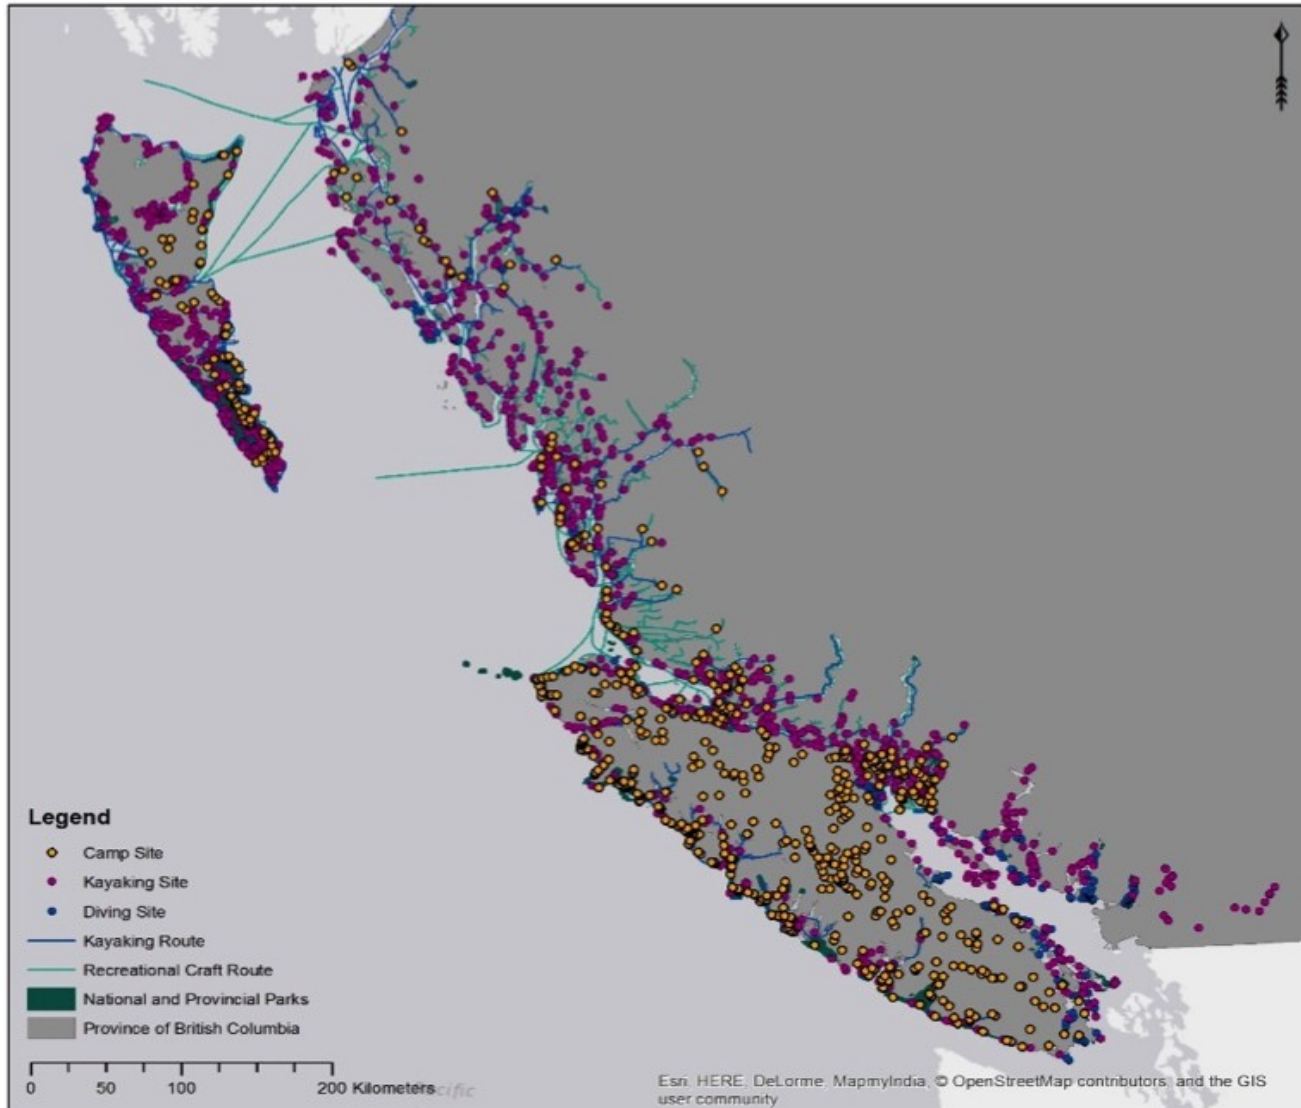 Legend
Camp Site
Kayaking Site
Diving Site
Kayaking Route
Recreational Craft Route
National and Provincial Parks
Province of British Columbia
0 50 100 200 Kilometers
Esri, HERE, DeLorme, MapmyIndia, © OpenStreetMap contributors, and the GIS
user community